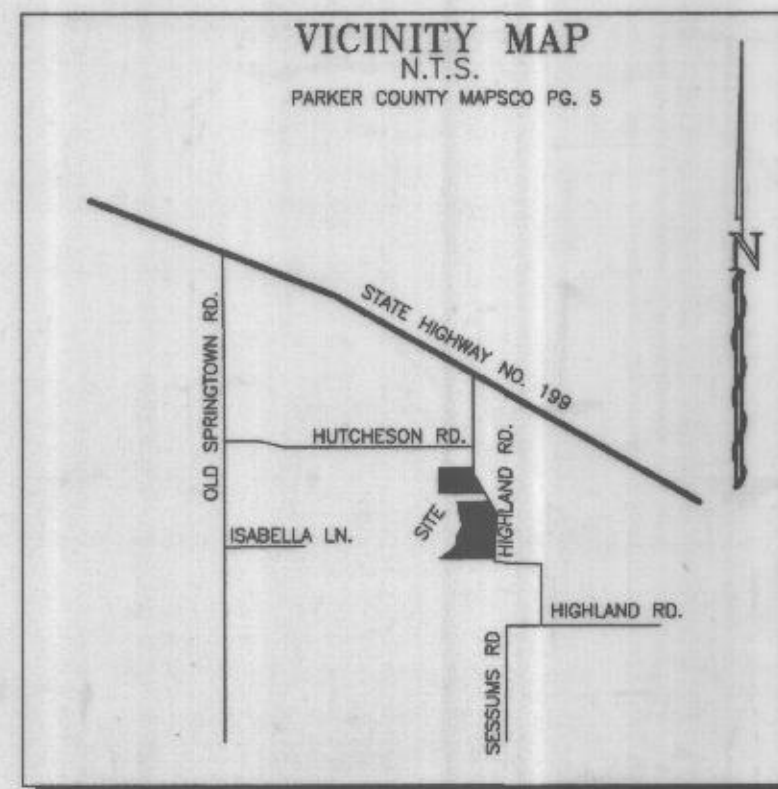 VICINITY MAP
N.T.S.
PARKER COUNTY MAPSCO PG. 5
N
STATE HIGHWAY NO. 199
OLD SPRINGTOWN RD.
HUTCHESON RD.
HIGHLAND RD.
SITE
ISABELLA LN.
HIGHLAND RD.
SESSUMS RD